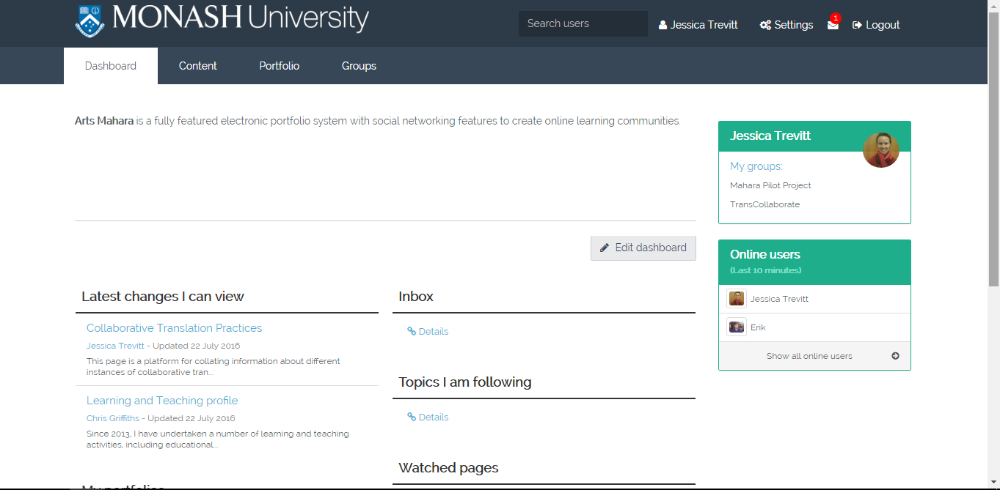 MONASH University
Search users
Jessica Trevitt
Settings
1
Logout
Dashboard
Content
Portfolio
Groups
Arts Mahara is a fully featured electronic portfolio system with social networking features to create online learning communities.
Edit dashboard
Latest changes I can view
Collaborative Translation Practices
Jessica Trevitt - Updated 22 July 2016
This page is a platform for collating information about different
instances of collaborative tran...
Learning and Teaching profile
Chris Griffiths - Updated 22 July 2016
Since 2013, I have undertaken a number of learning and teaching
activities, including educational...
My portfolios
Inbox
Details
Topics I am following
Details
Watched pages
Jessica Trevitt
My groups:
Mahara Pilot Project
TransCollaborate
Online users
(Last 10 minutes)
Jessica Trevitt
Erik
Show all online users